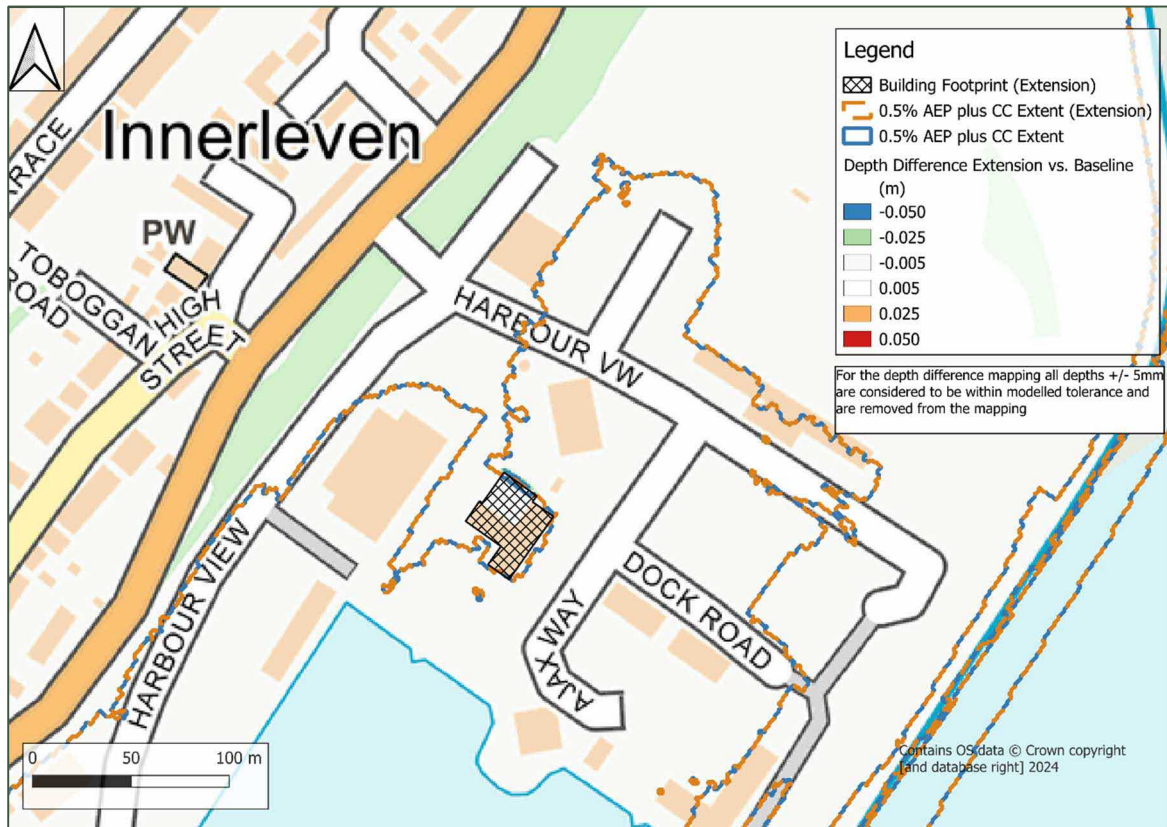 Innerleven
RRACE
PW
TOBOGGAN
ROAD
HIGH
STREET
HARBOUR VW
HARBOUR VIEW
DOCK ROAD
AJAX WAY
Legend
Building Footprint (Extension)
0.5% AEP plus CC Extent (Extension)
0.5% AEP plus CC Extent
Depth Difference Extension vs. Baseline
(m)
-0.050
-0.025
-0.005
0.005
0.025
0.050
For the depth difference mapping all depths +/- 5mm
are considered to be within modelled tolerance and
are removed from the mapping
0 50 100 m
Contains OS data © Crown copyright
[and database right] 2024